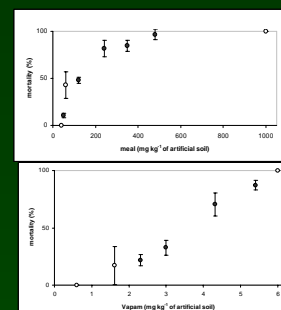 100
50
0
mortality (%)
0 200 400 600 800 1000
meal (mg kg⁻¹ of artificial soil)
100
50
0
mortality (%)
0 1 2 3 4 5 6
Vapam (mg kg⁻¹ of artificial soil)